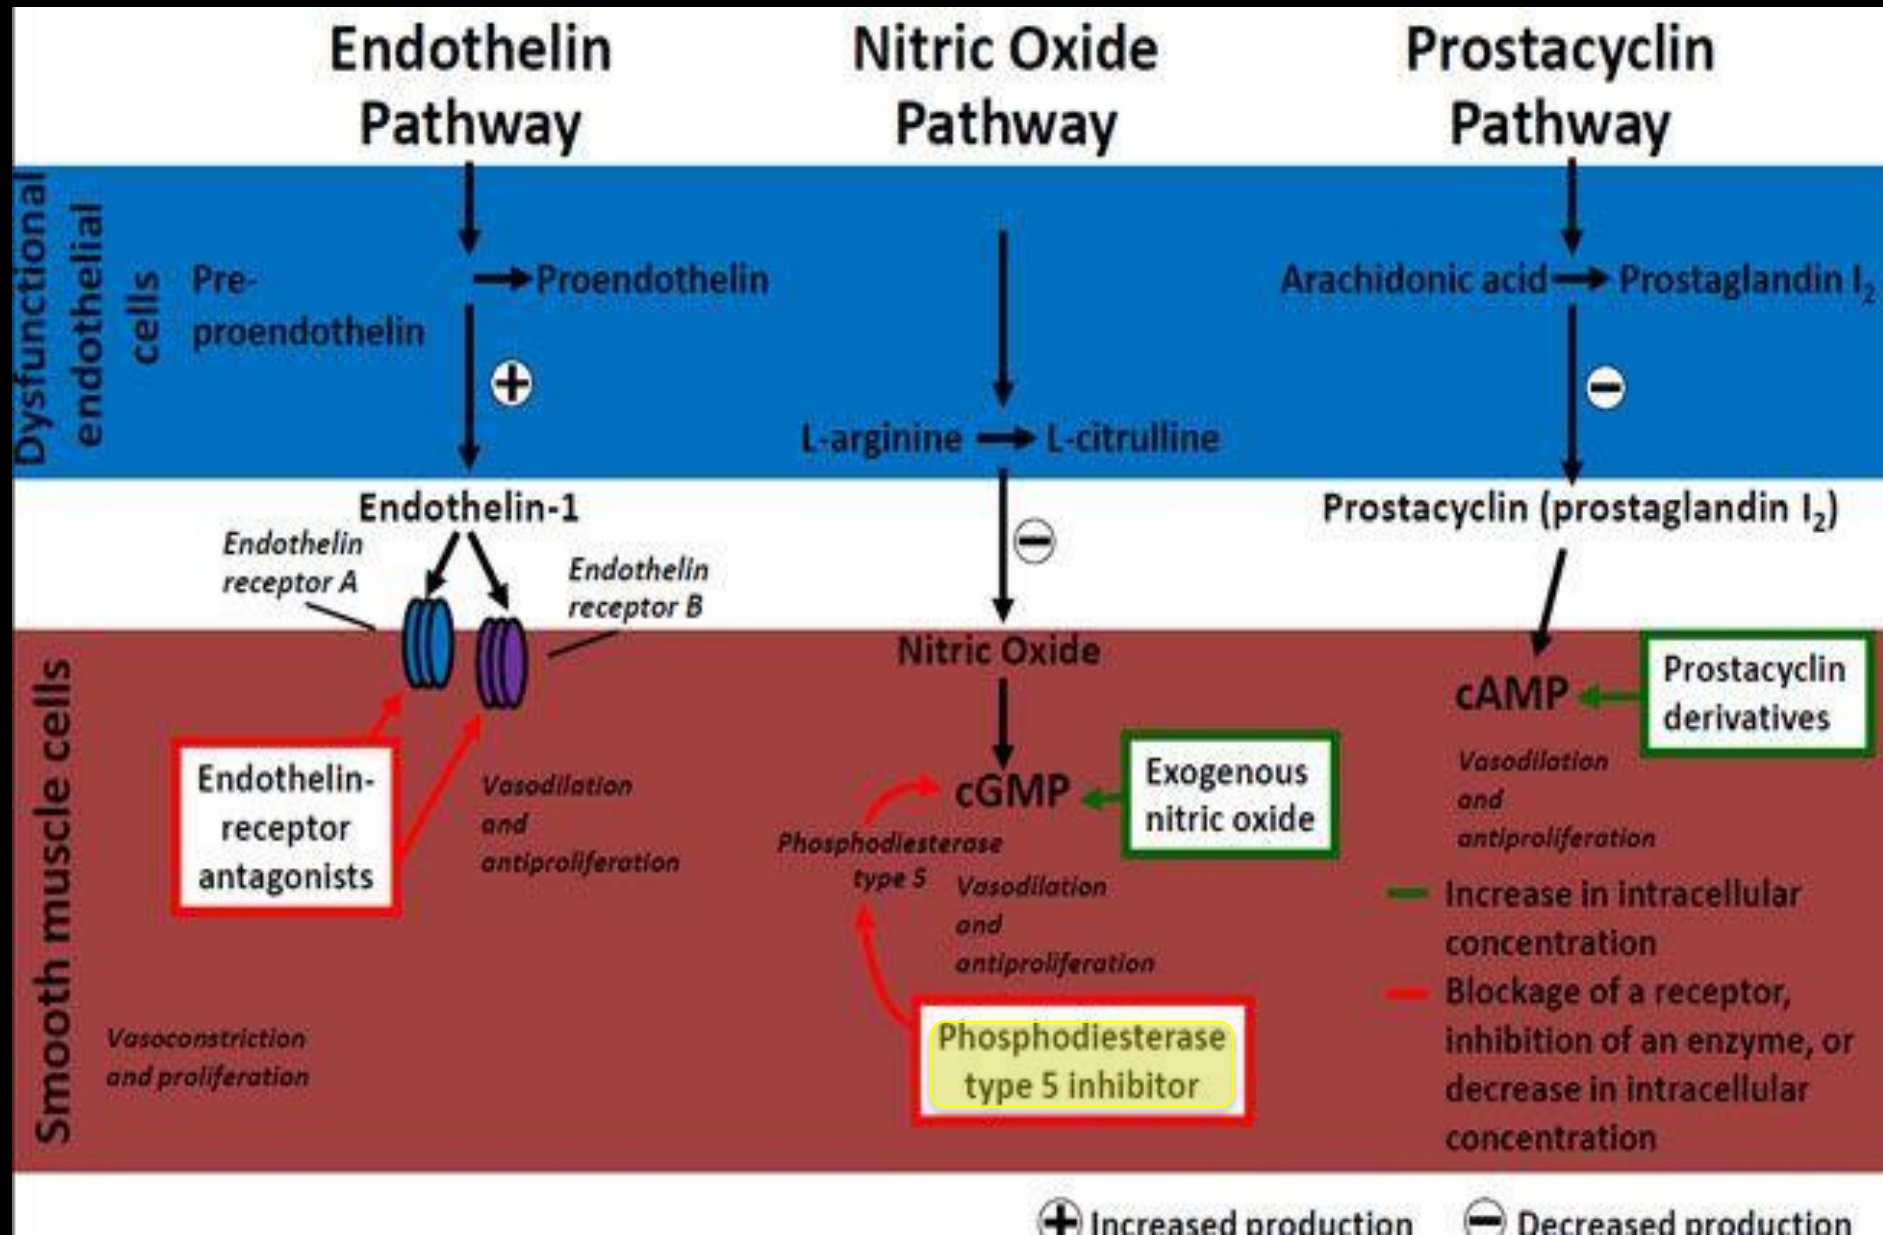 Endothelin
Pathway
Nitric Oxide
Pathway
Prostacyclin
Pathway
Dysfunctional
endothelial
cells
Pre-
proendothelin
Proendothelin
L-arginine
L-citrulline
Arachidonic acid
Prostaglandin I₂
Endothelin-1
Endothelin
receptor A
Endothelin
receptor B
Prostacyclin (prostaglandin I₂)
Smooth muscle cells
Endothelin-
receptor
antagonists
Vasodilation
and
antiproliferation
Vasoconstriction
and proliferation
Nitric Oxide
cGMP
Exogenous
nitric oxide
Phosphodiesterase
type 5
Vasodilation
and
antiproliferation
Phosphodiesterase
type 5 inhibitor
cAMP
Prostacyclin
derivatives
Vasodilation
and
antiproliferation
Increase in intracellular
concentration
Blockage of a receptor,
inhibition of an enzyme, or
decrease in intracellular
concentration
+ Increased production
− Decreased production